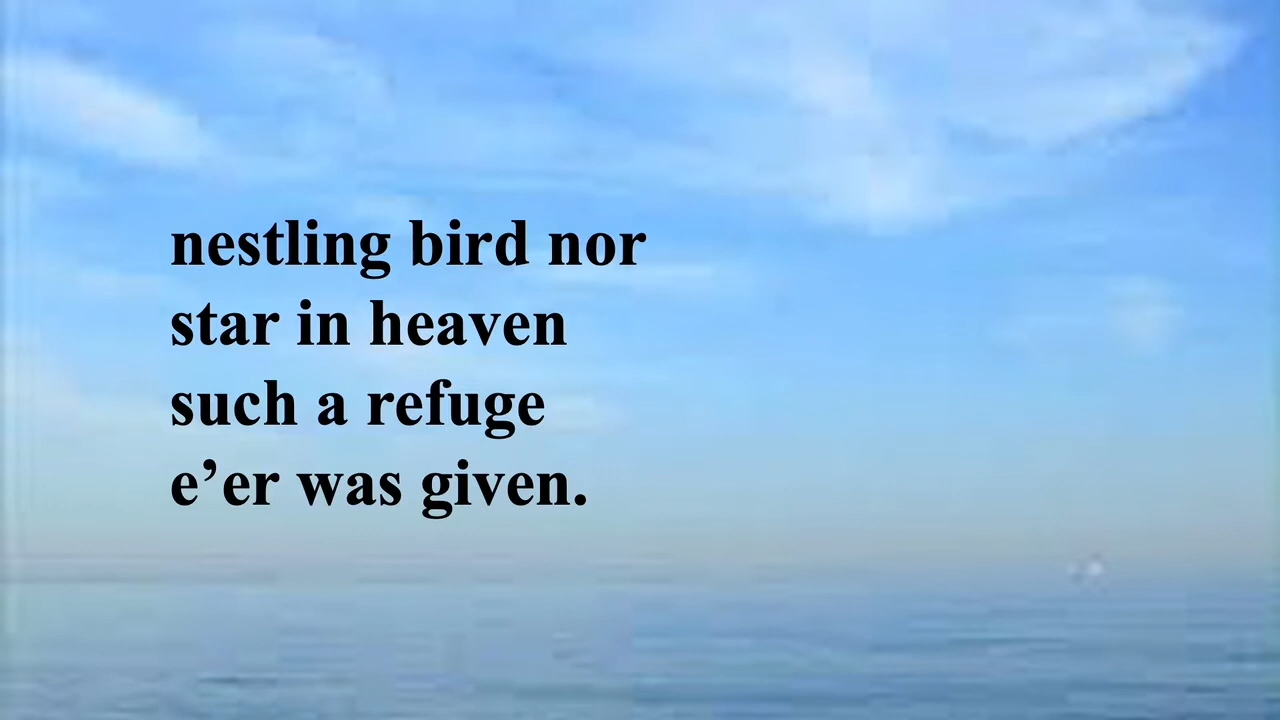 nestling bird nor
star in heaven
such a refuge
e’er was given.